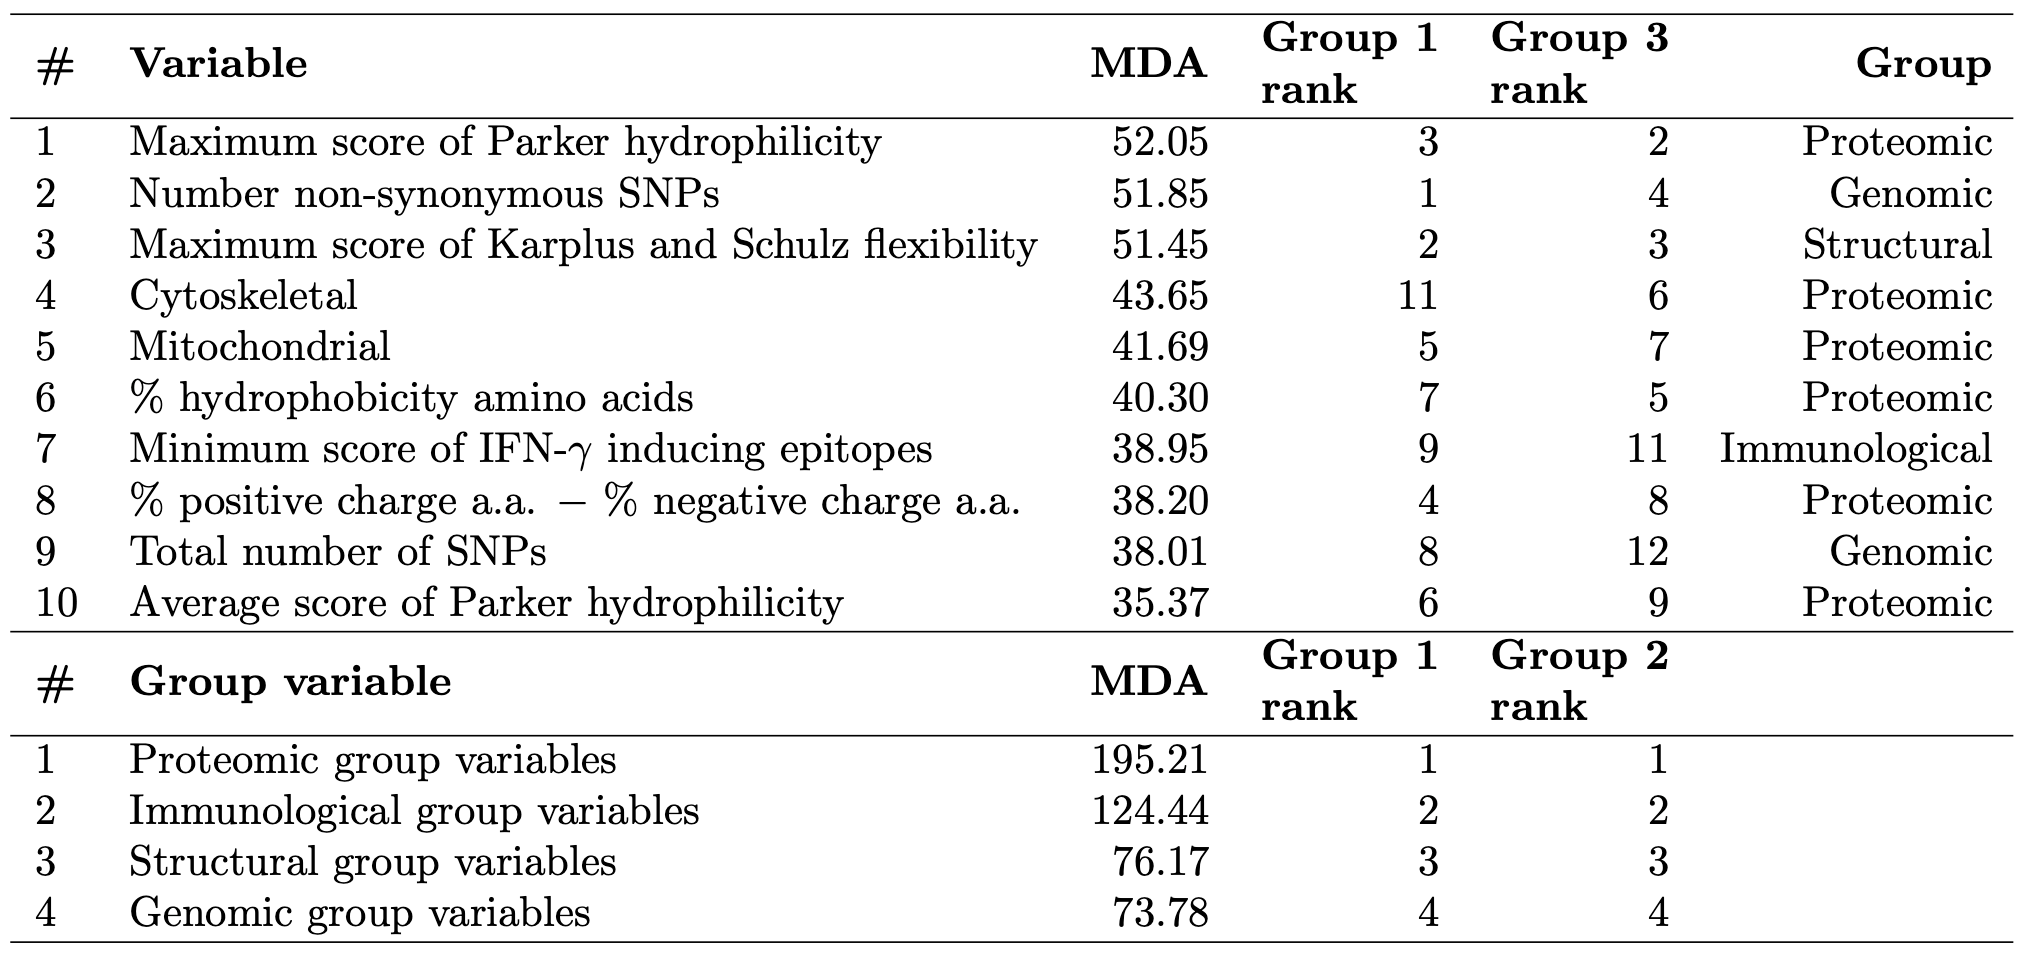 # Variable MDA Group 1 rank Group 3 rank Group
1 Maximum score of Parker hydrophilicity 52.05 3 2 Proteomic
2 Number non-synonymous SNPs 51.85 1 4 Genomic
3 Maximum score of Karplus and Schulz flexibility 51.45 2 3 Structural
4 Cytoskeletal 43.65 11 6 Proteomic
5 Mitochondrial 41.69 5 7 Proteomic
6 % hydrophobicity amino acids 40.30 7 5 Proteomic
7 Minimum score of IFN-γ inducing epitopes 38.95 9 11 Immunological
8 % positive charge a.a. − % negative charge a.a. 38.20 4 8 Proteomic
9 Total number of SNPs 38.01 8 12 Genomic
10 Average score of Parker hydrophilicity 35.37 6 9 Proteomic
# Group variable MDA Group 1 rank Group 2 rank
1 Proteomic group variables 195.21 1 1
2 Immunological group variables 124.44 2 2
3 Structural group variables 76.17 3 3
4 Genomic group variables 73.78 4 4